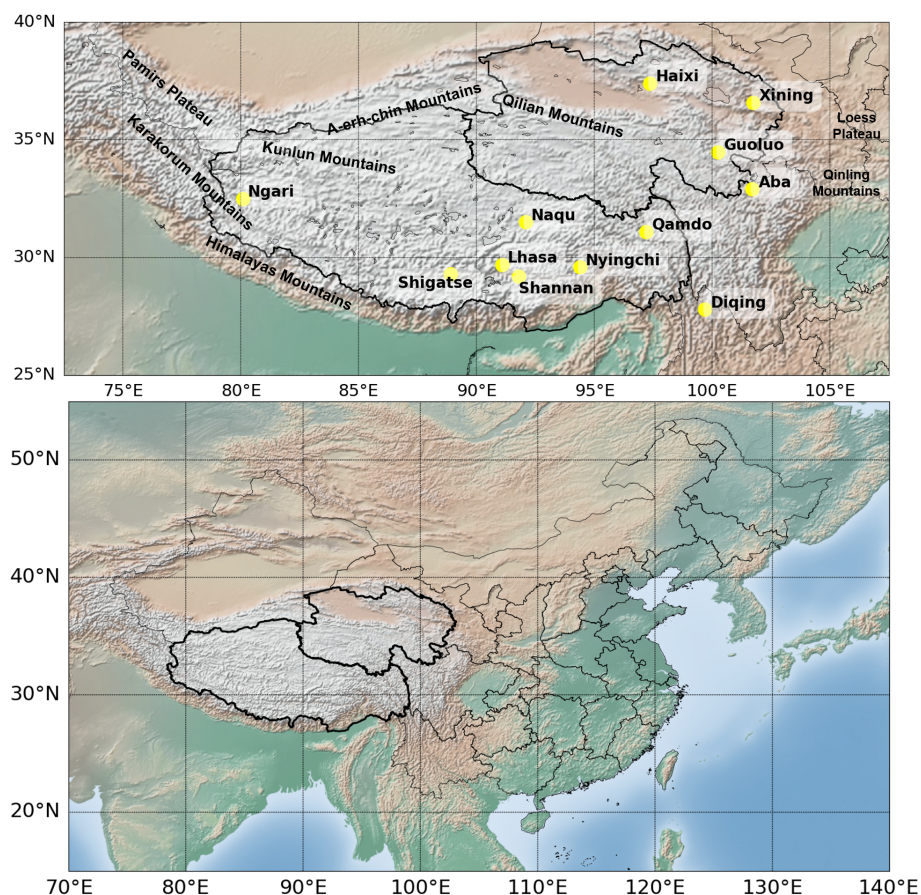 40°N
35°N
30°N
25°N
Pamirs Plateau
Karakorum Mountains
Himalayas Mountains
A-erh-chin Mountains
Kunlun Mountains
Qilian Mountains
Haixi
Xining
Loess
Plateau
Guoluo
Qinling
Mountains
Aba
Ngari
Naqu
Qamdo
Lhasa
Nyingchi
Shigatse
Shannan
Diqing
75°E
80°E
85°E
90°E
95°E
100°E
105°E
50°N
40°N
30°N
20°N
70°E
80°E
90°E
100°E
110°E
120°E
130°E
140°E